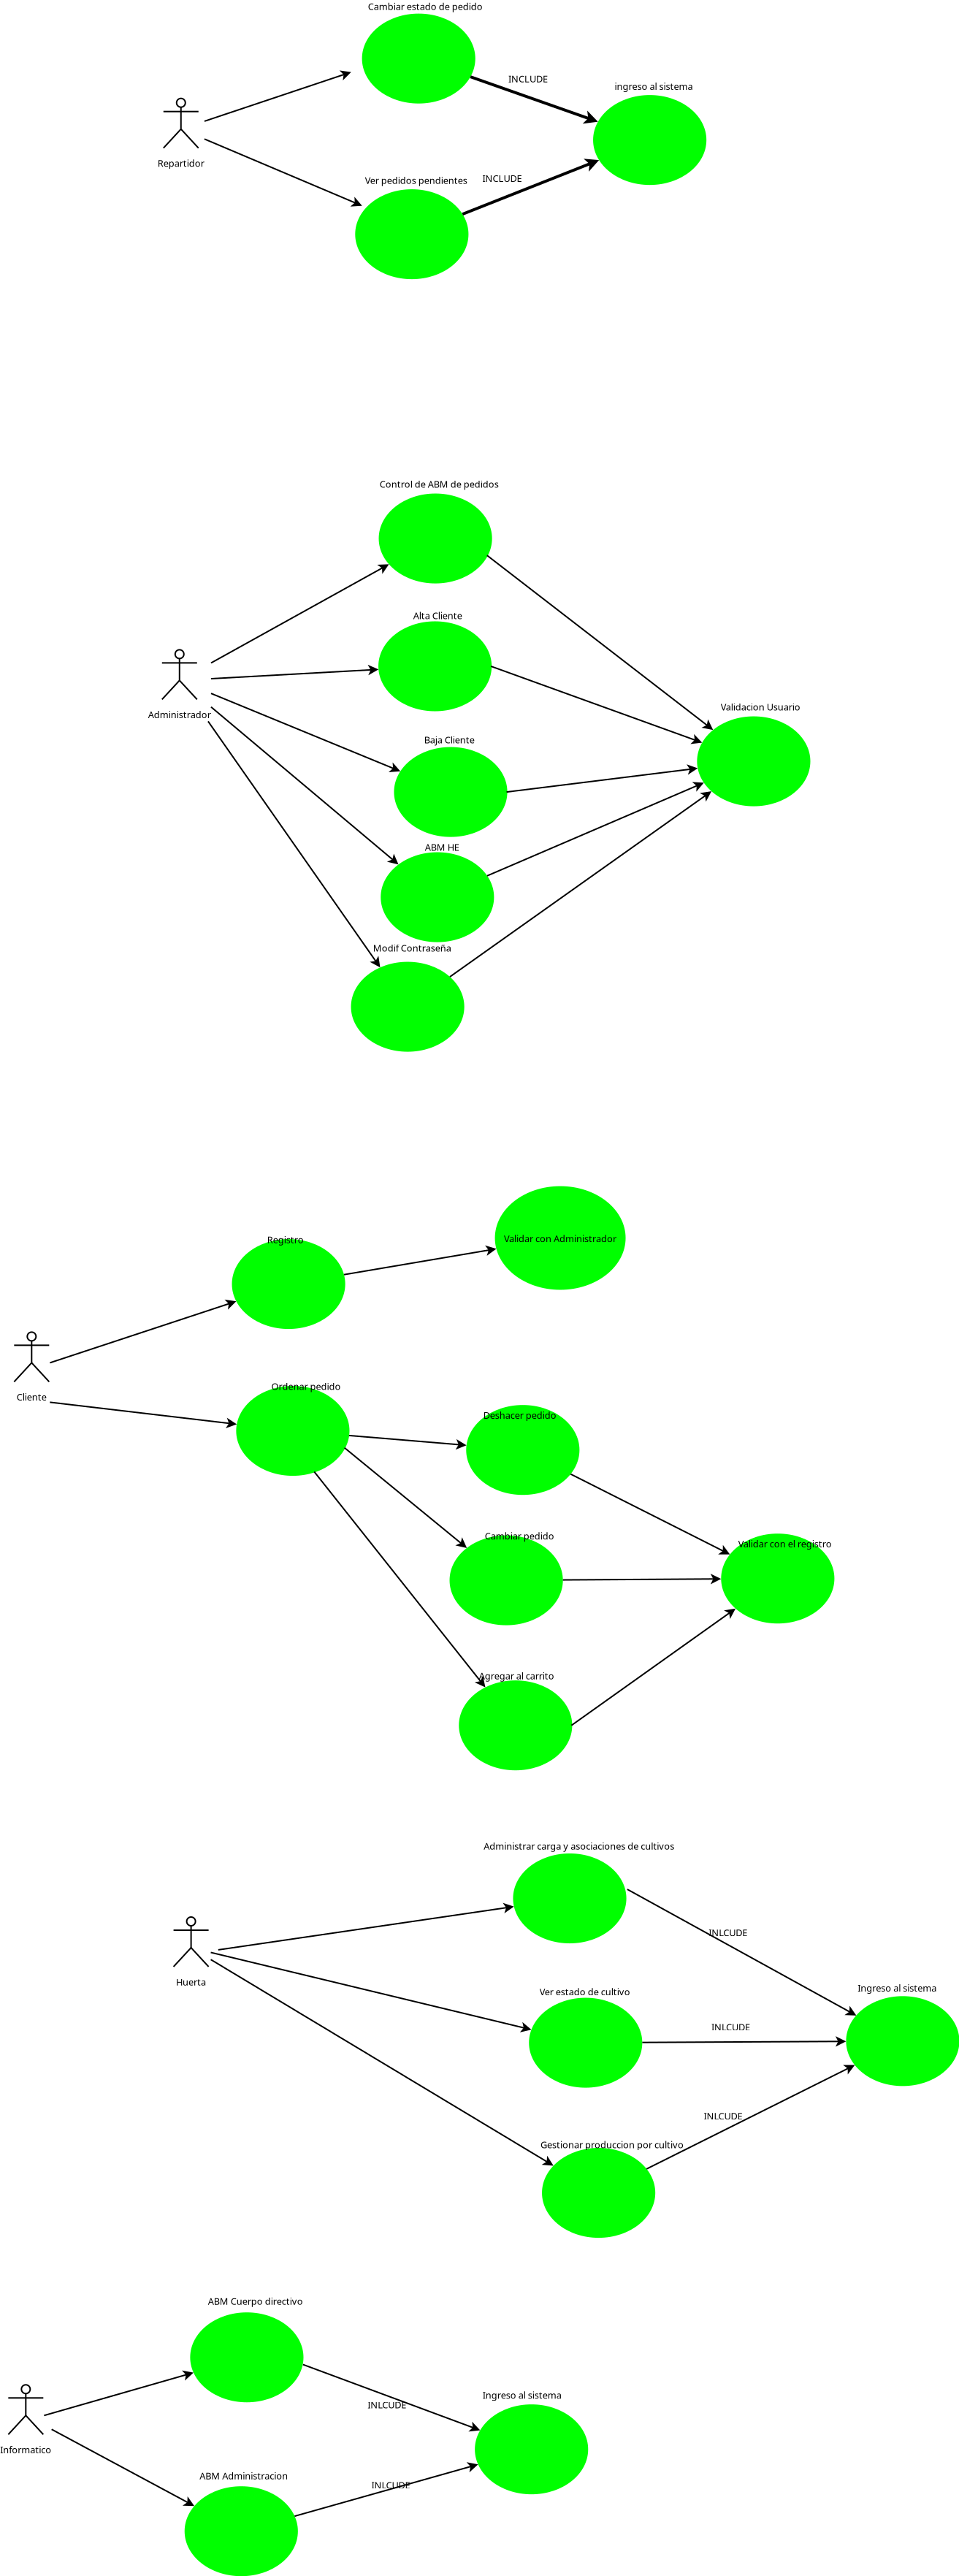 Cambiar estado de pedido
INCLUDE
ingreso al sistema
Repartidor
Ver pedidos pendientes
INCLUDE
Control de ABM de pedidos
Alta Cliente
Administrador
Validacion Usuario
Baja Cliente
ABM HE
Modif Contraseña
Registro
Validar con Administrador
Cliente
Ordenar pedido
Deshacer pedido
Cambiar pedido
Validar con el registro
Agregar al carrito
Administrar carga y asociaciones de cultivos
INLCUDE
Huerta
Ver estado de cultivo
Ingreso al sistema
INLCUDE
INLCUDE
Gestionar produccion por cultivo
ABM Cuerpo directivo
INLCUDE
Ingreso al sistema
Informatico
ABM Administracion
INLCUDE